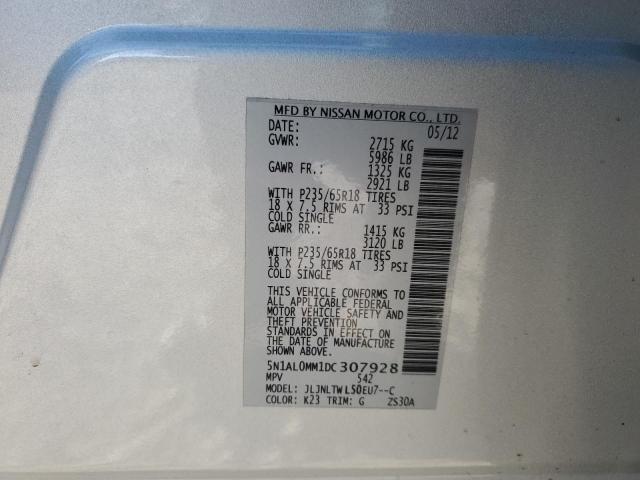 MFD BY NISSAN MOTOR CO., LTD.
DATE: 05/12
GVWR: 2715 KG
5986 LB
GAWR FR.: 1325 KG
2921 LB
WITH P235/65R18 TIRES
18 X 7.5 RIMS AT 33 PSI
COLD SINGLE
GAWR RR.: 1415 KG
3120 LB
WITH P235/65R18 TIRES
18 X 7.5 RIMS AT 33 PSI
COLD SINGLE
THIS VEHICLE CONFORMS TO
ALL APPLICABLE FEDERAL
MOTOR VEHICLE SAFETY AND
THEFT PREVENTION
STANDARDS IN EFFECT ON
THE DATE OF MANUFACTURE
SHOWN ABOVE.
5N1AL0MM1DC307928
MPV 542
MODEL: JLJNLTWL50EU7--C
COLOR: K23 TRIM: G ZS30A